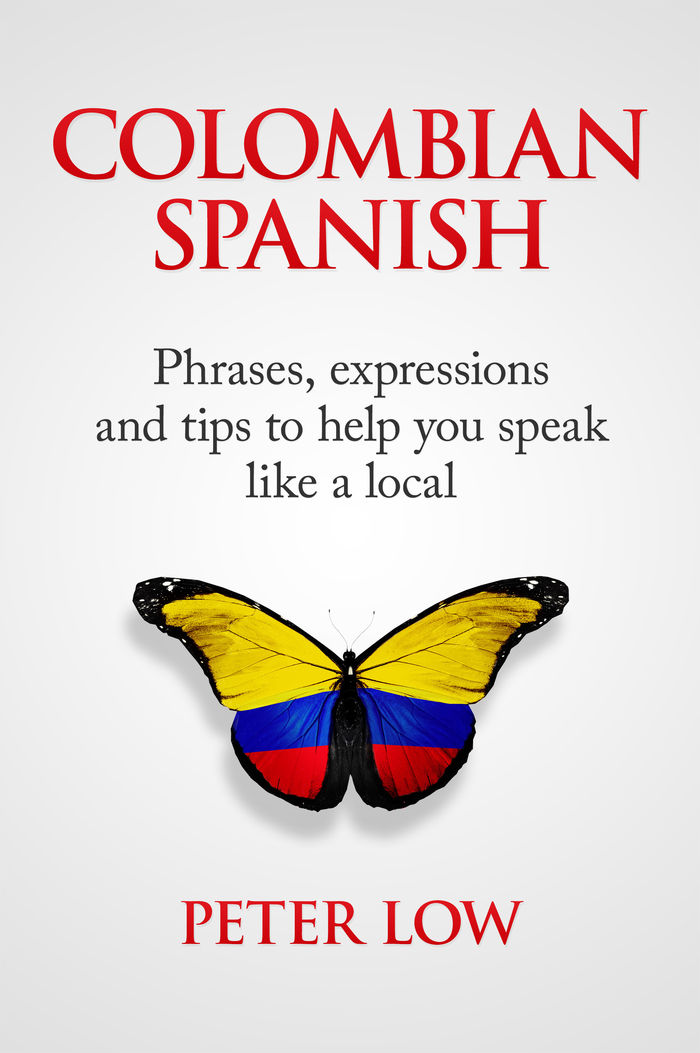 COLOMBIAN
SPANISH
Phrases, expressions
and tips to help you speak
like a local
PETER LOW